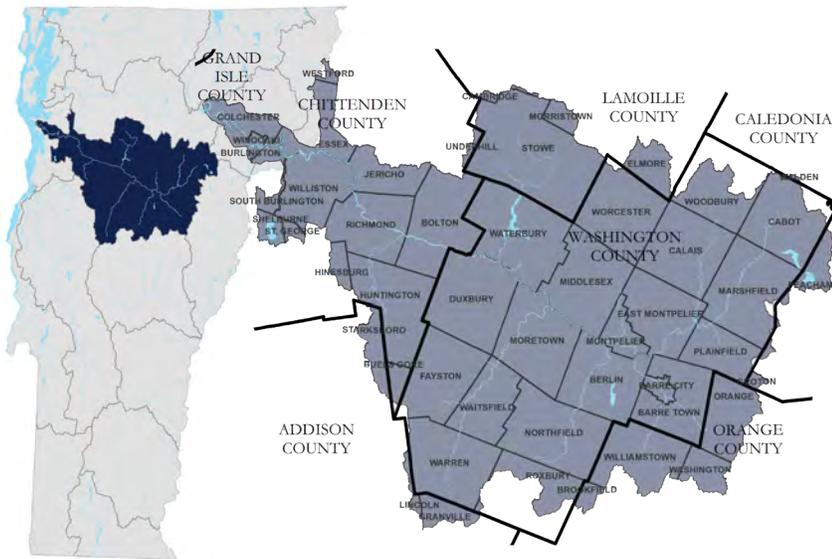 GRAND
ISLE
COUNTY
WESTFORD
CHITTENDEN
COUNTY
COLCHESTER
WINOOSKI
BURLINGTON
ESSEX
JERICHO
WILLISTON
SOUTH BURLINGTON
SHELBURNE
ST. GEORGE
RICHMOND
BOLTON
HINESBURG
HUNTINGTON
STARKSBORO
BUELS GORE
CAMBRIDGE
MORRISTOWN
UNDERHILL
STOWE
LAMOILLE
COUNTY
CALEDONIA
COUNTY
ELMORE
WOODBURY
WALDEN
WORCESTER
CABOT
WATERBURY
WASHINGTON
COUNTY
CALAIS
PEACHAM
MIDDLESEX
MARSHFIELD
DUXBURY
EAST MONTPELIER
MORETOWN
MONTPELIER
PLAINFIELD
FAYSTON
BERLIN
BARRE CITY
GROTON
ORANGE
WAITSFIELD
BARRE TOWN
ADDISON
COUNTY
NORTHFIELD
ORANGE
COUNTY
WARREN
WILLIAMSTOWN
WASHINGTON
ROXBURY
BROOKFIELD
LINCOLN
GRANVILLE